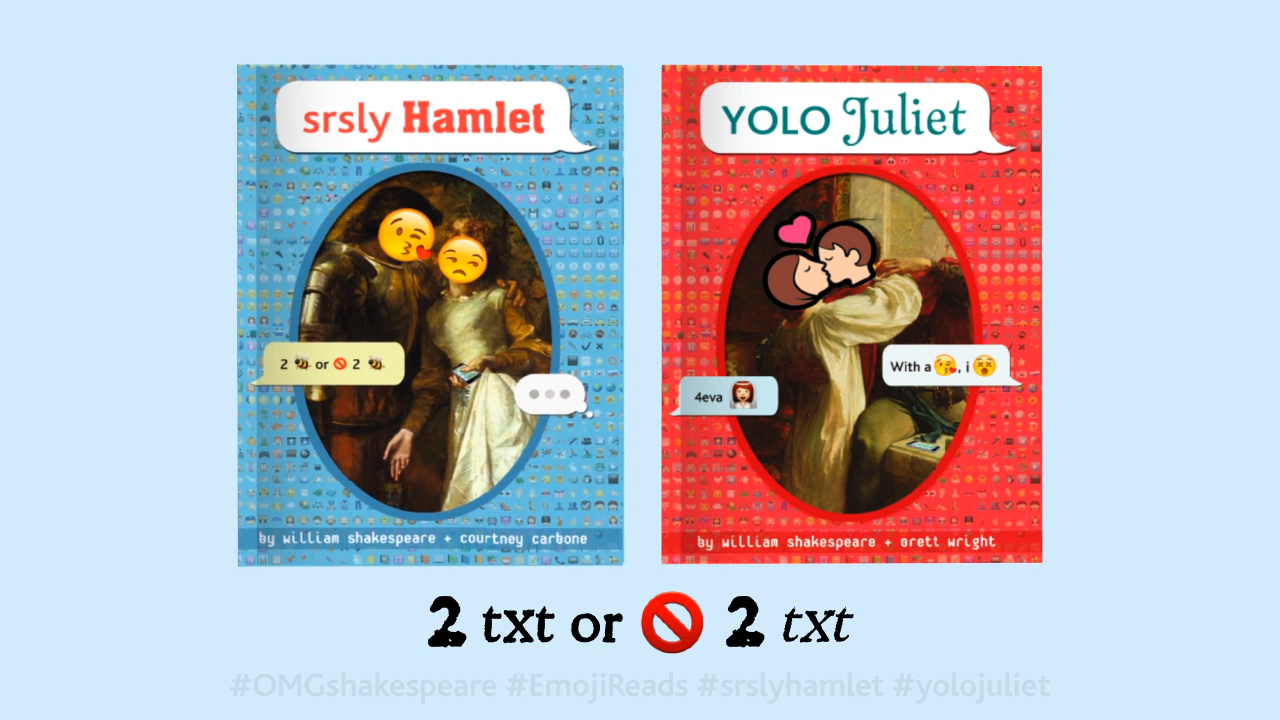 srsly Hamlet
2 🐝 or 🚫 2 🐝
by william shakespeare + courtney carbone
YOLO Juliet
With a 😘, i 😵
4eva 👰
by william shakespeare + Brett wright
2 txt or 🚫 2 txt
#OMGshakespeare #EmojiReads #srslyhamlet #yolojuliet